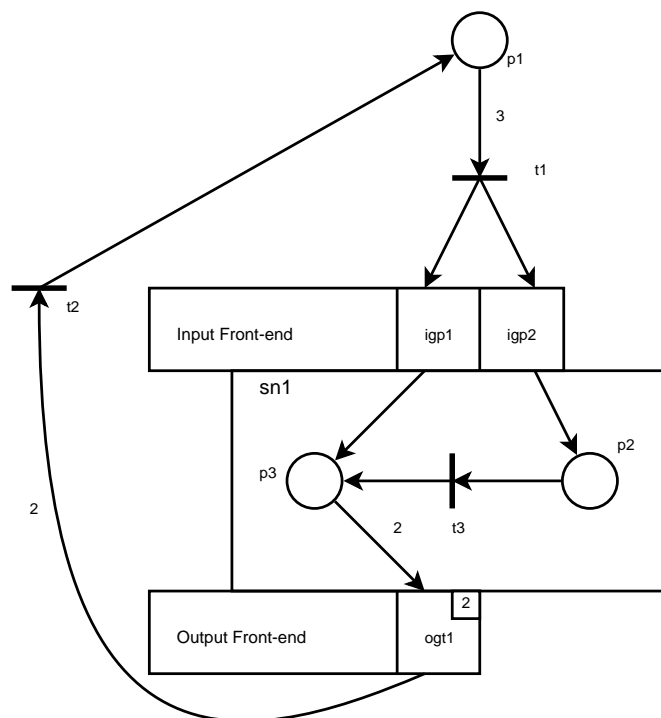 p1
3
t1
t2
Input Front-end
igp1
igp2
sn1
p2
p3
2
2
t3
2
Output Front-end
ogt1